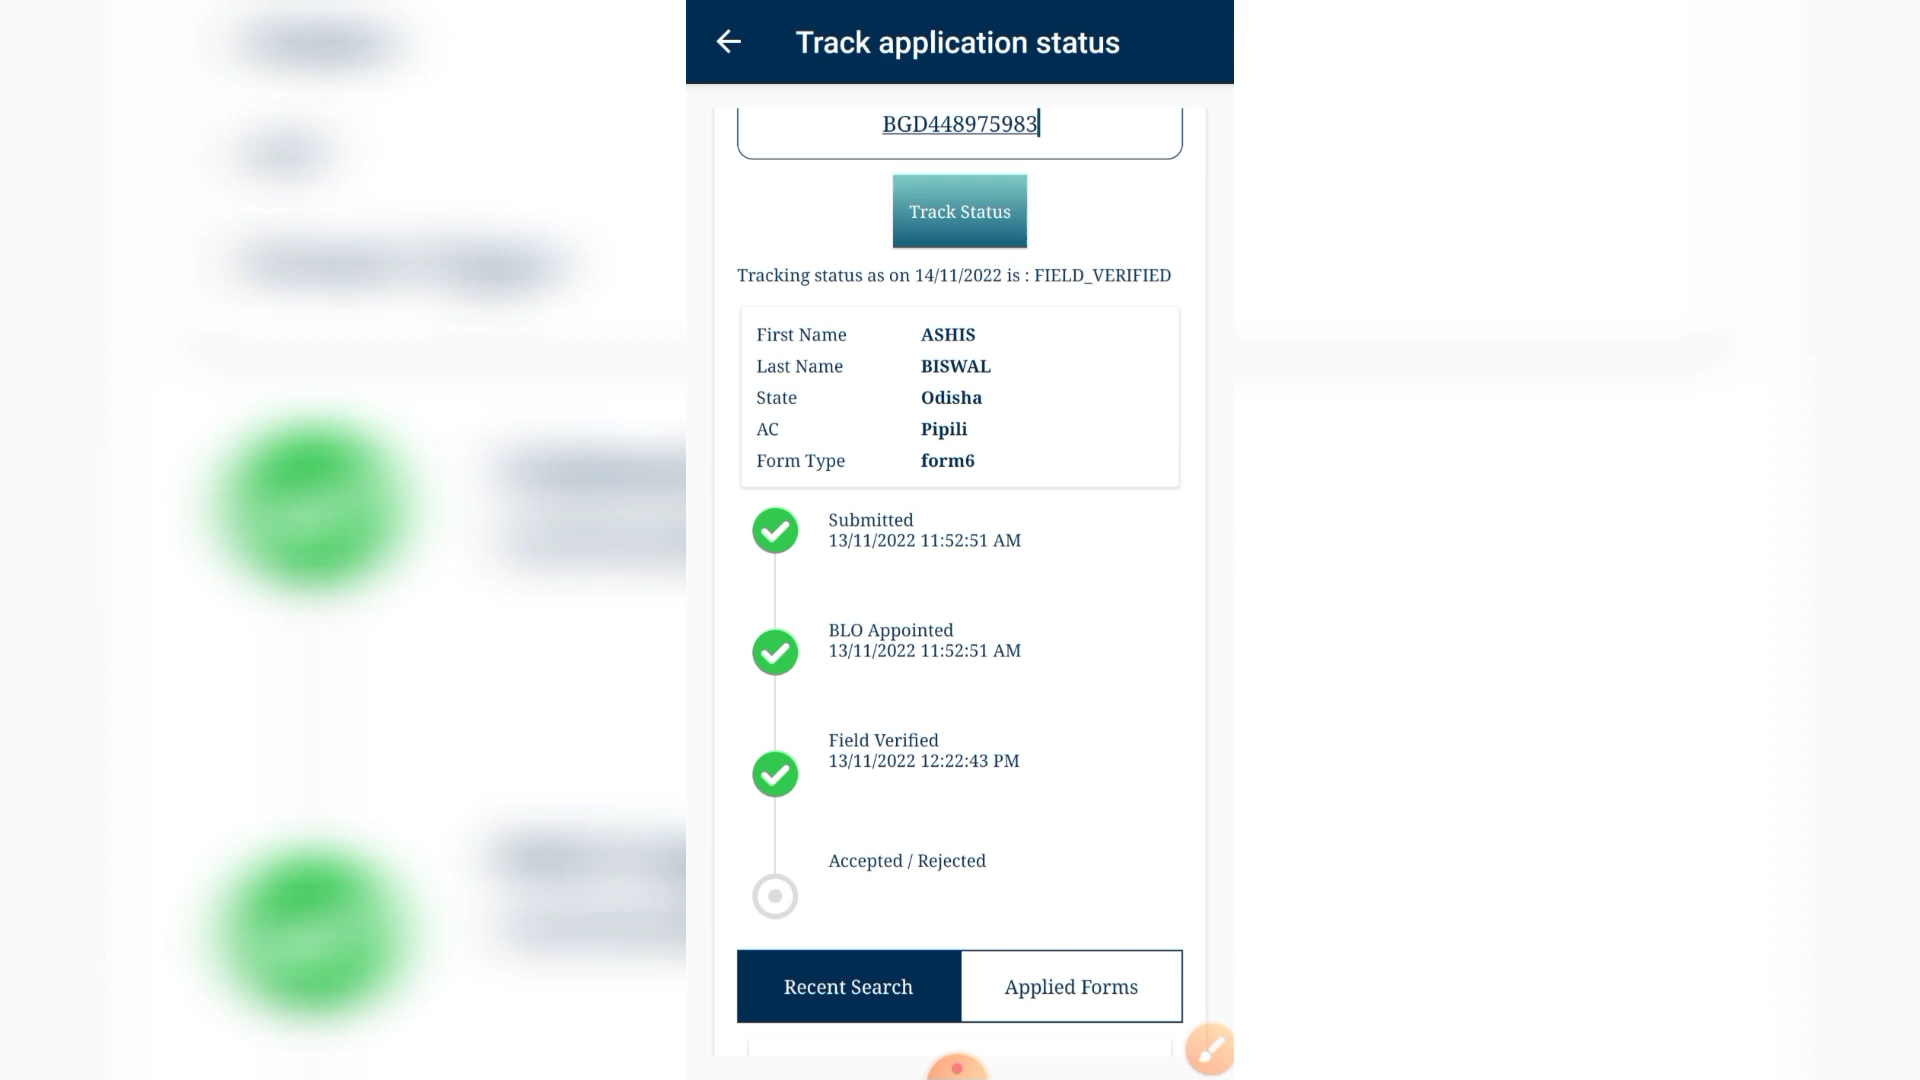 Track application status
BGD448975983
Track Status
Tracking status as on 14/11/2022 is : FIELD_VERIFIED
First Name ASHIS
Last Name BISWAL
State Odisha
AC Pipili
Form Type form6
Submitted
13/11/2022 11:52:51 AM
BLO Appointed
13/11/2022 11:52:51 AM
Field Verified
13/11/2022 12:22:43 PM
Accepted / Rejected
Recent Search Applied Forms